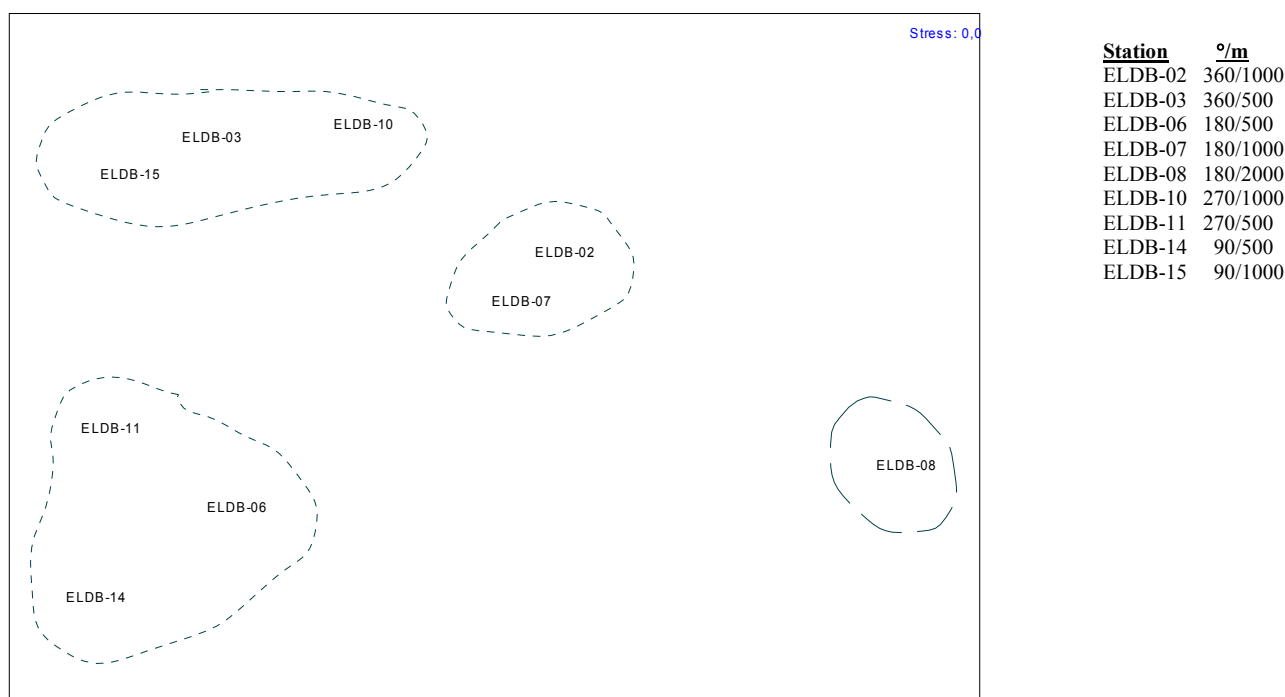 Stress: 0,0
ELDB-10
ELDB-03
ELDB-15
ELDB-02
ELDB-07
ELDB-11
ELDB-08
ELDB-06
ELDB-14
Station °/m
ELDB-02 360/1000
ELDB-03 360/500
ELDB-06 180/500
ELDB-07 180/1000
ELDB-08 180/2000
ELDB-10 270/1000
ELDB-11 270/500
ELDB-14 90/500
ELDB-15 90/1000